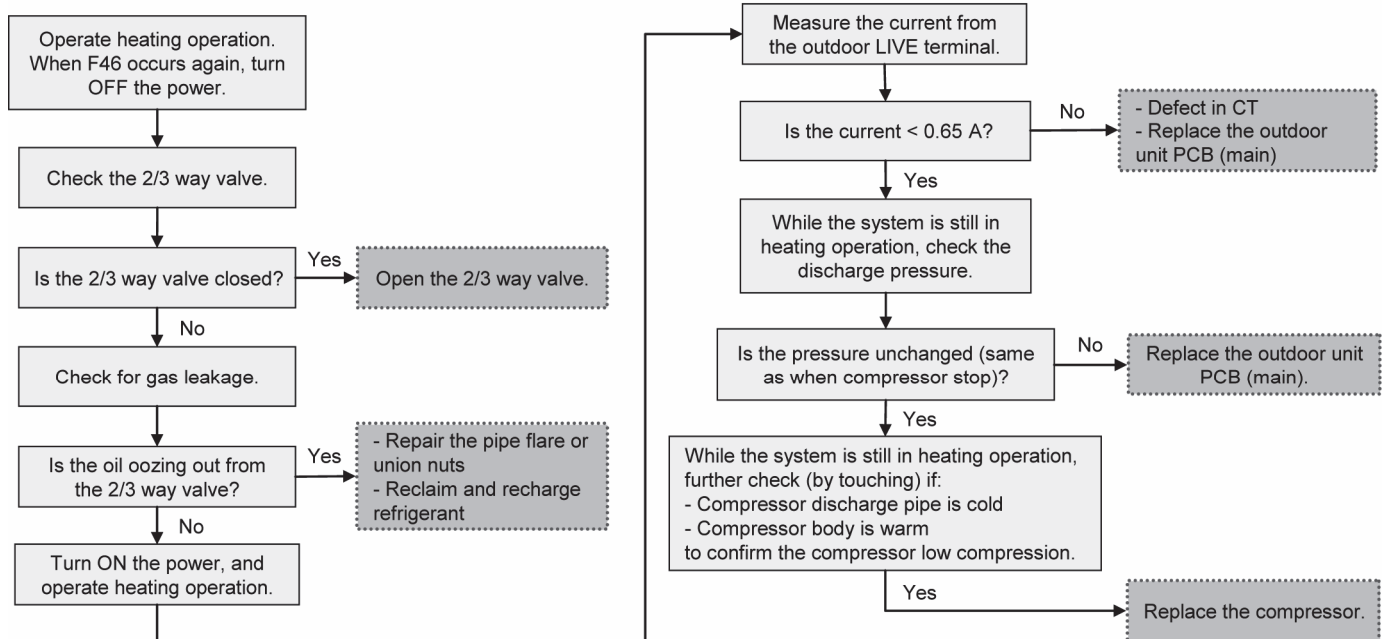 Operate heating operation.
When F46 occurs again, turn
OFF the power.
Check the 2/3 way valve.
Is the 2/3 way valve closed?
Yes
Open the 2/3 way valve.
No
Check for gas leakage.
Is the oil oozing out from
the 2/3 way valve?
Yes
- Repair the pipe flare or
union nuts
- Reclaim and recharge
refrigerant
No
Turn ON the power, and
operate heating operation.
Measure the current from
the outdoor LIVE terminal.
Is the current < 0.65 A?
No
- Defect in CT
- Replace the outdoor
unit PCB (main)
Yes
While the system is still in
heating operation, check the
discharge pressure.
Is the pressure unchanged (same
as when compressor stop)?
No
Replace the outdoor unit
PCB (main).
Yes
While the system is still in heating operation,
further check (by touching) if:
- Compressor discharge pipe is cold
- Compressor body is warm
to confirm the compressor low compression.
Yes
Replace the compressor.